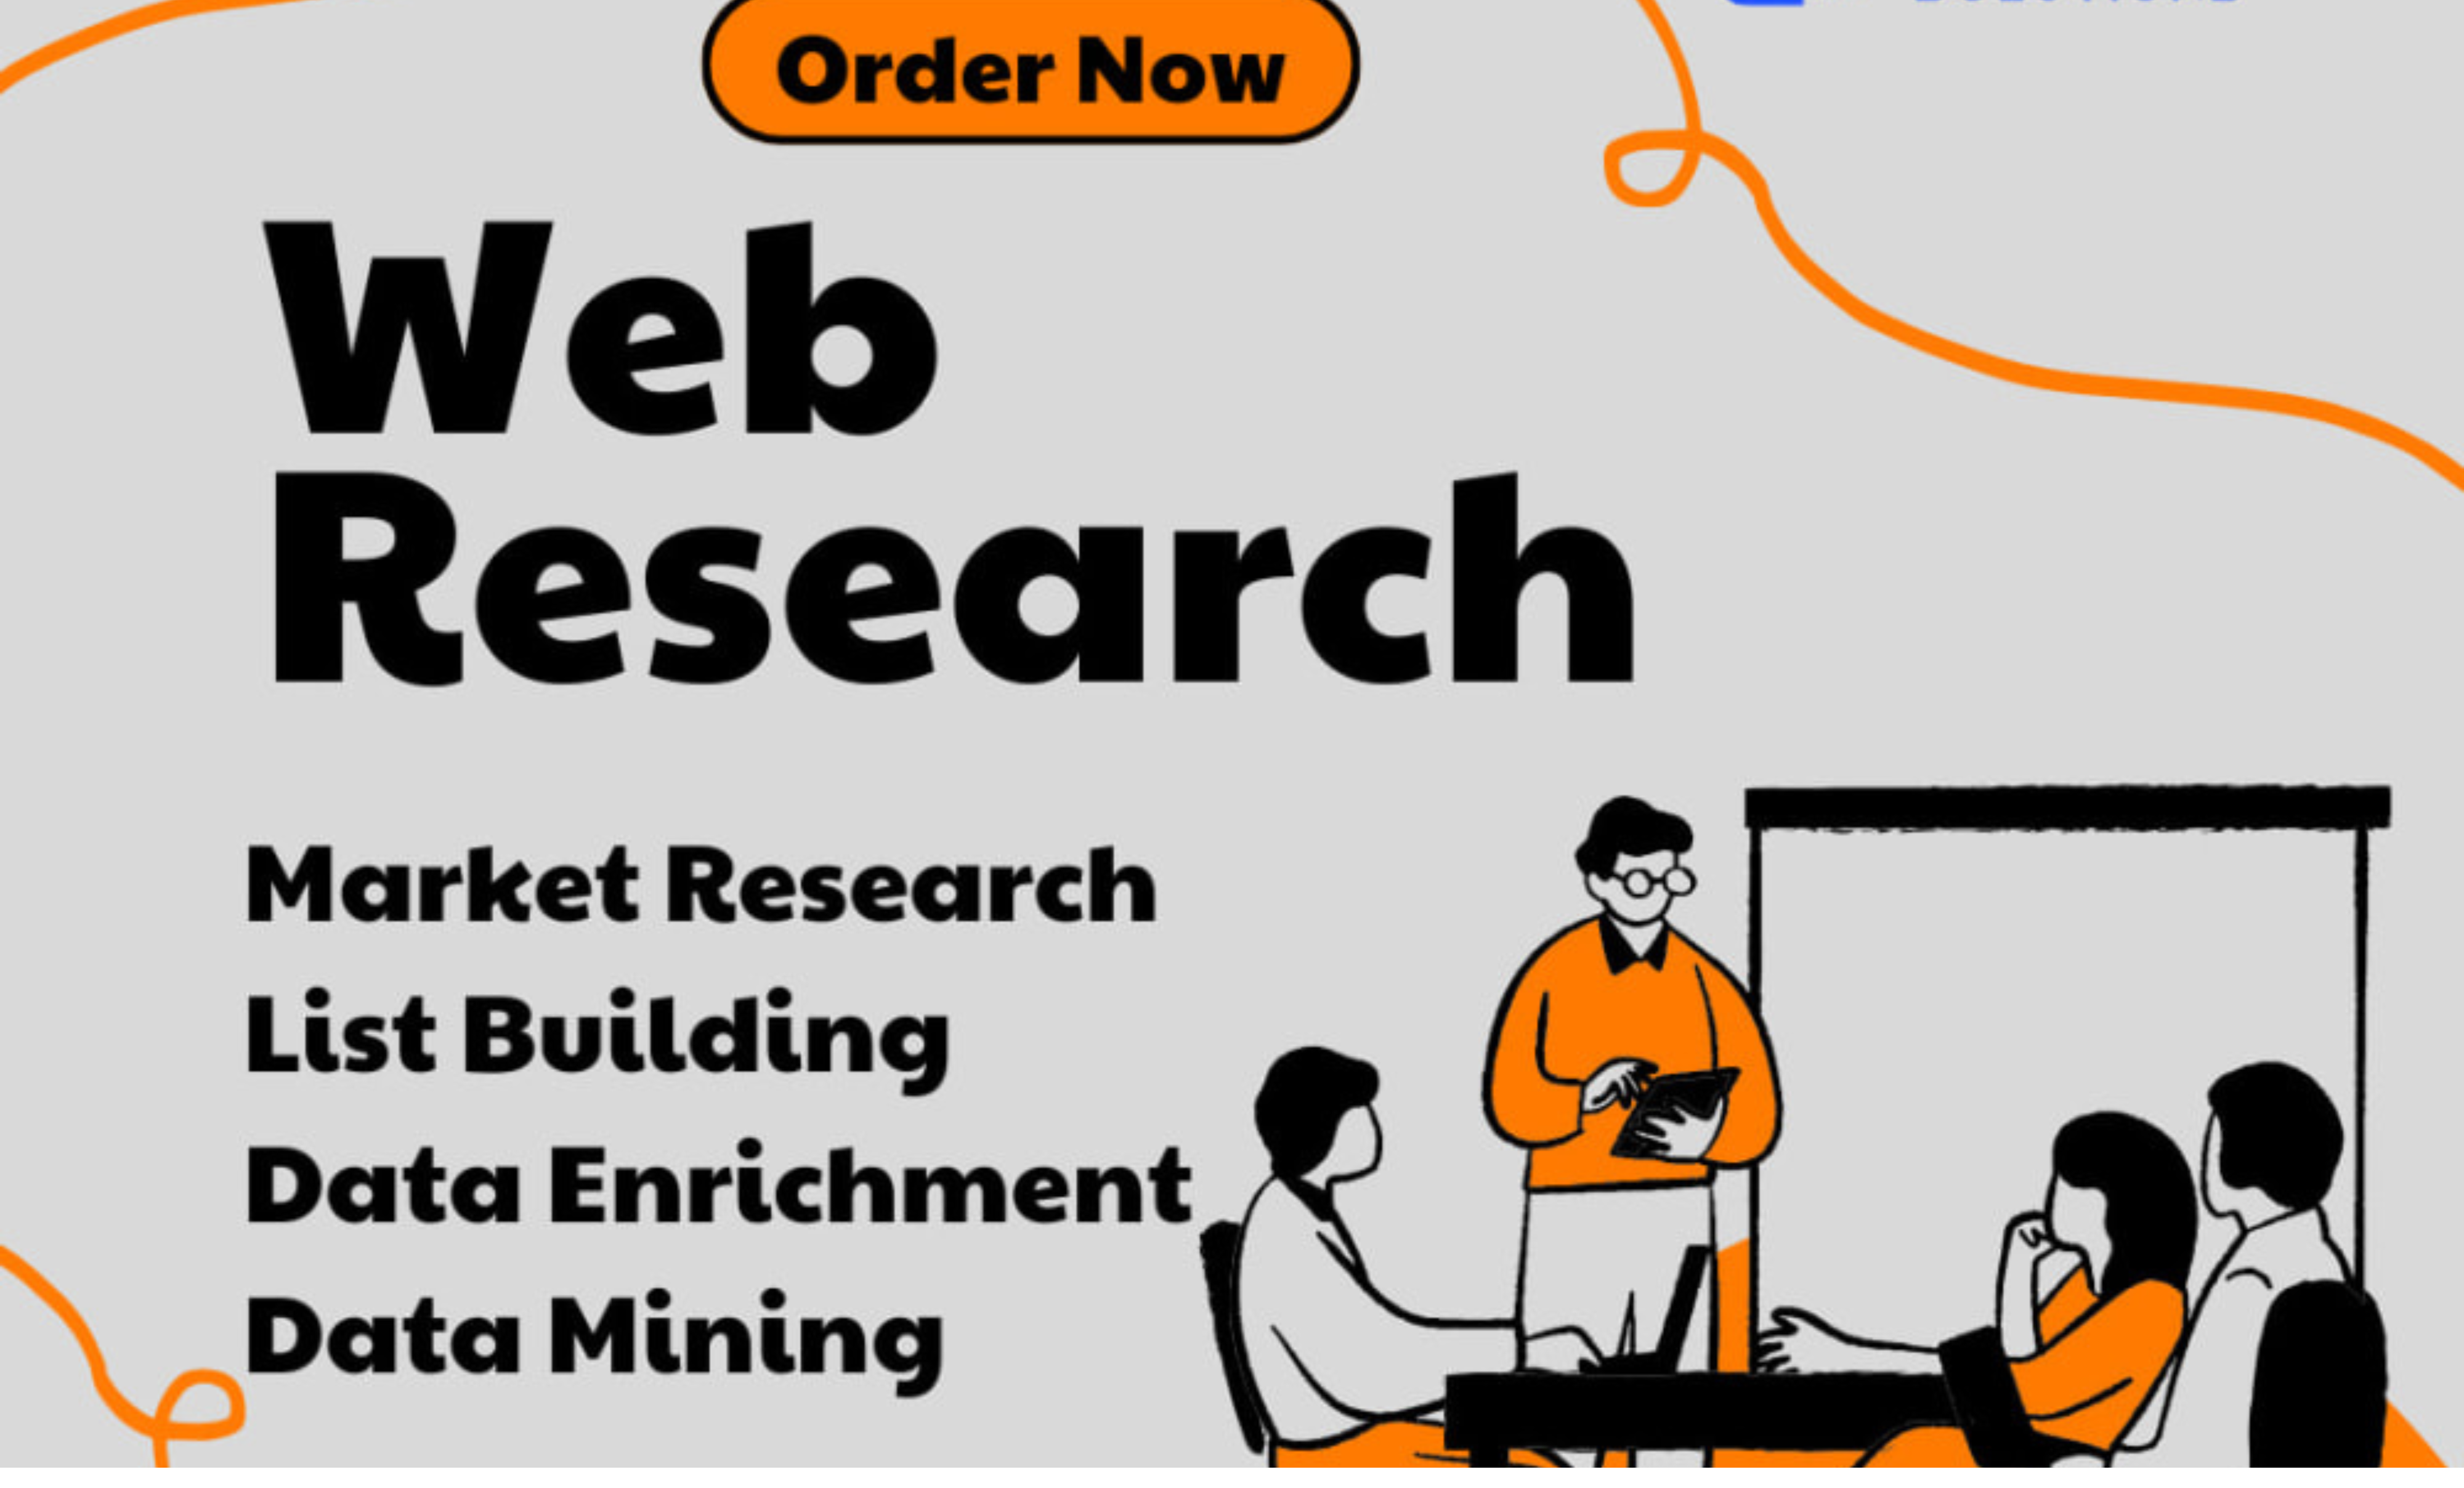 Order Now
Web
Research
Market Research
List Building
Data Enrichment
Data Mining